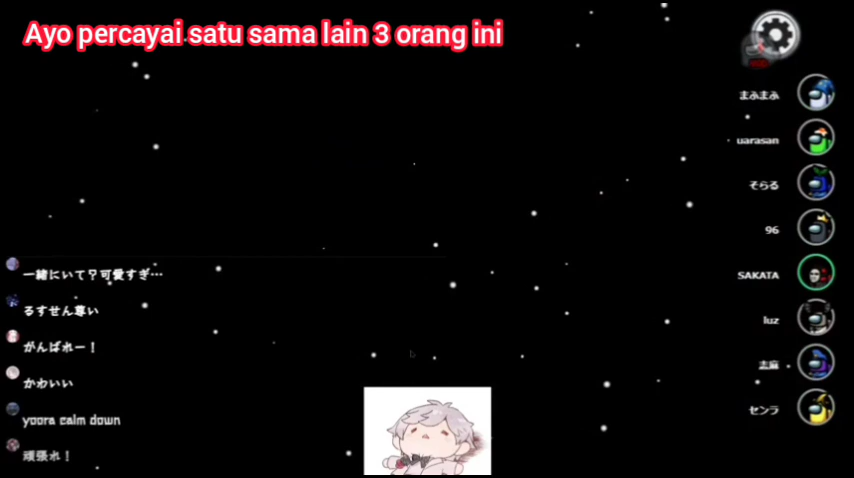 Ayo percayai satu sama lain 3 orang ini
まふまふ
uarasan
そらる
96
SAKATA
luz
志麻
センラ
一緒にいて？可愛すぎ…
るすせん尊い
がんばれー！
かわいい
yoora calm down
頑張れ！